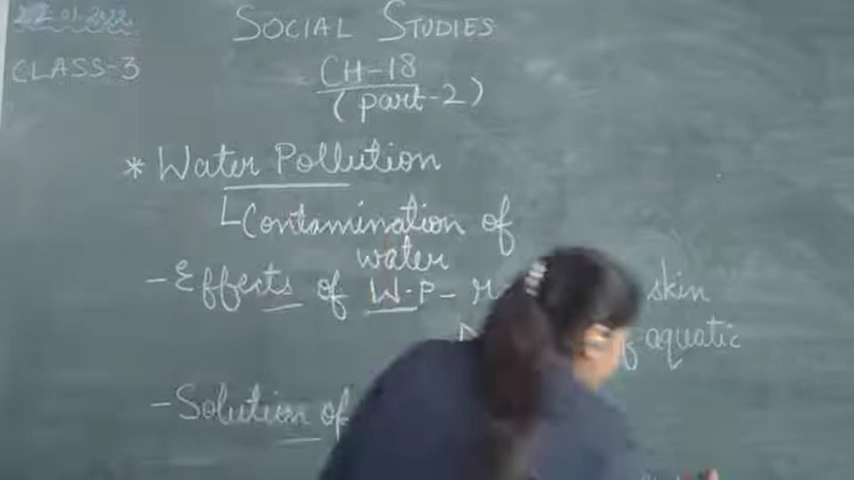 SOCIAL STUDIES
CLASS-3
CH-18
(part-2)
* Water Pollution
Contamination of
water
- Effects of W.P- skin
of aquatic
- Solution of